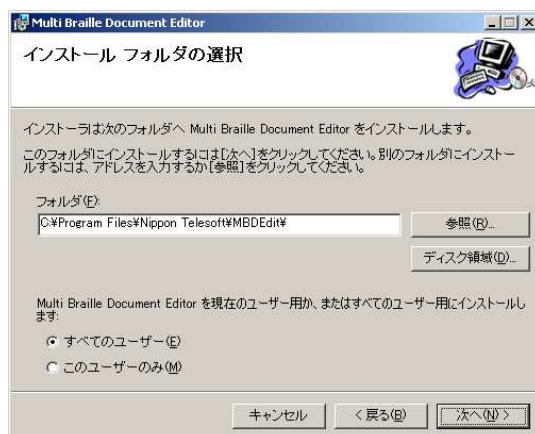 Multi Braille Document Editor
インストール フォルダの選択
インストーラは次のフォルダへ Multi Braille Document Editor をインストールします。
このフォルダにインストールするには[次へ]をクリックしてください。別のフォルダにインストー
ルするには、アドレスを入力するか[参照]をクリックしてください。
フォルダ(F):
C:¥Program Files¥Nippon Telesoft¥MBDEdit¥
参照(R)...
ディスク領域(D)...
Multi Braille Document Editor を現在のユーザー用か、またはすべてのユーザー用にインストールし
ます:
すべてのユーザー(E)
このユーザーのみ(M)
キャンセル
< 戻る(B)
次へ(N) >